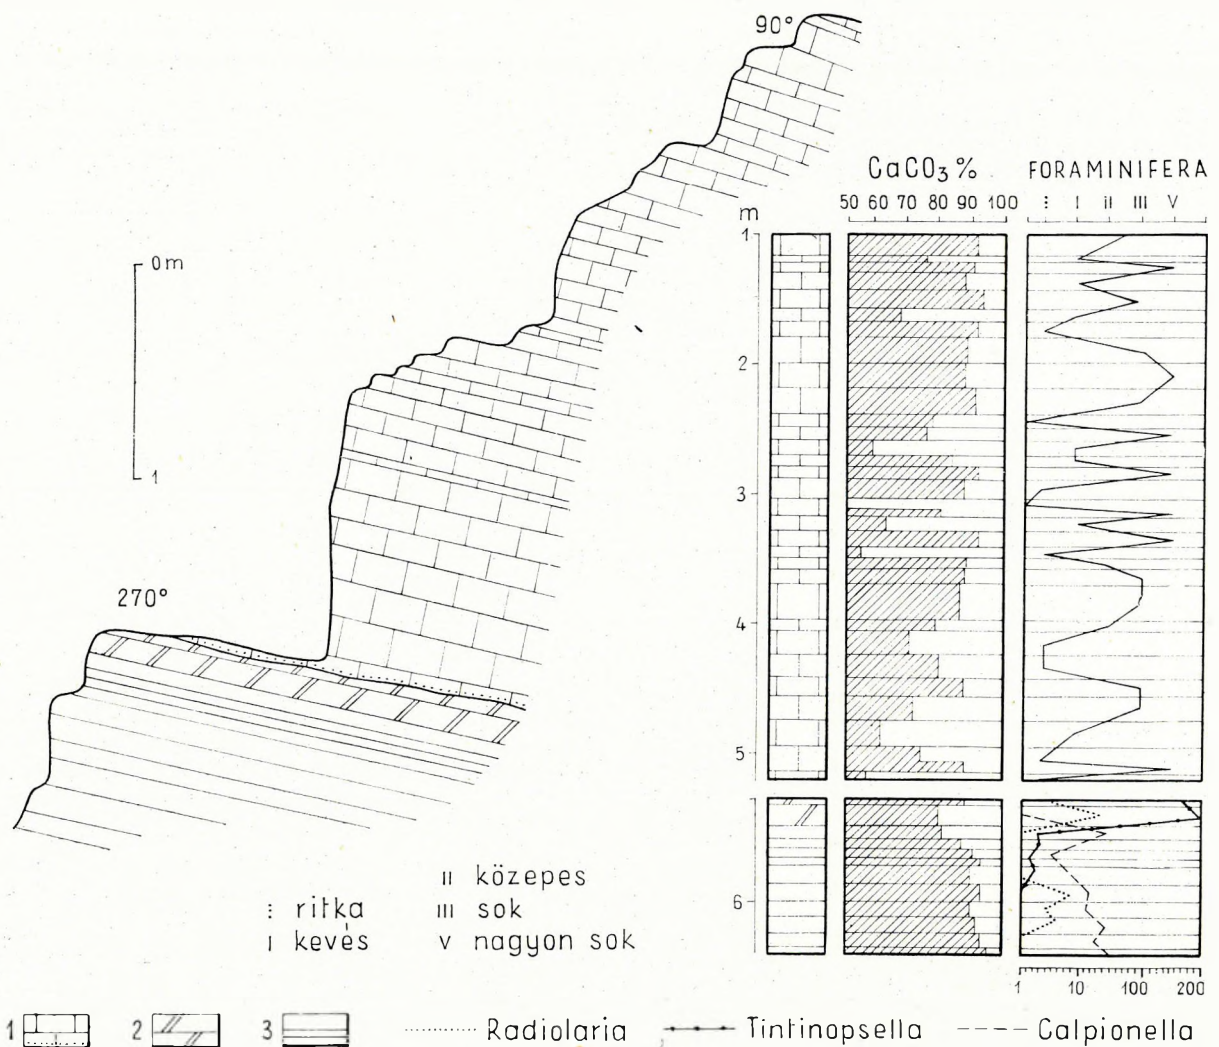 90°
CaCO₃ %
FORAMINIFERA
50 60 70 80 90 100
⁝ I II III V
m
1
2
3
4
5
6
0 m
1
270°
II közepes
⁝ ritka III sok
I kevés V nagyon sok
1 10 100 200
1 2 3 Radiolaria Tintinopsella Calpionella